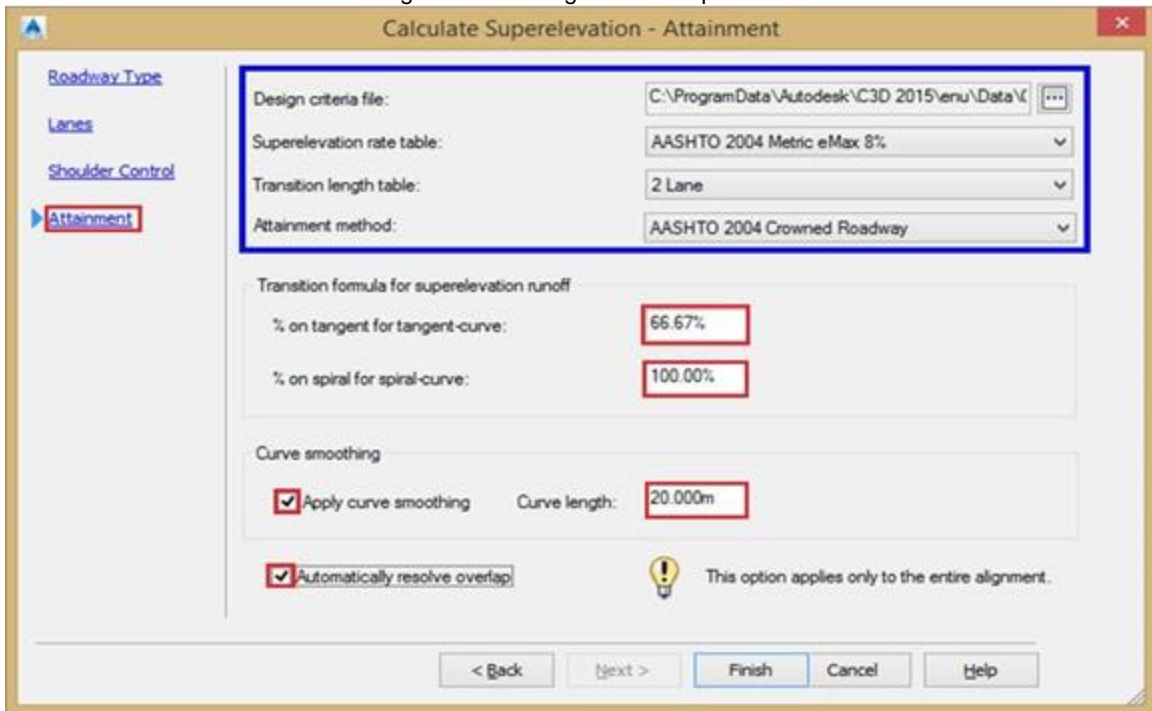 Calculate Superelevation - Attainment
Roadway Type
Lanes
Shoulder Control
Attainment
Design criteria file: C:\ProgramData\Autodesk\C3D 2015\enu\Data\
Superelevation rate table: AASHTO 2004 Metric eMax 8%
Transition length table: 2 Lane
Attainment method: AASHTO 2004 Crowned Roadway
Transition formula for superelevation runoff
% on tangent for tangent-curve: 66.67%
% on spiral for spiral-curve: 100.00%
Curve smoothing
Apply curve smoothing Curve length: 20.000m
Automatically resolve overlap This option applies only to the entire alignment.
< Back Next > Finish Cancel Help